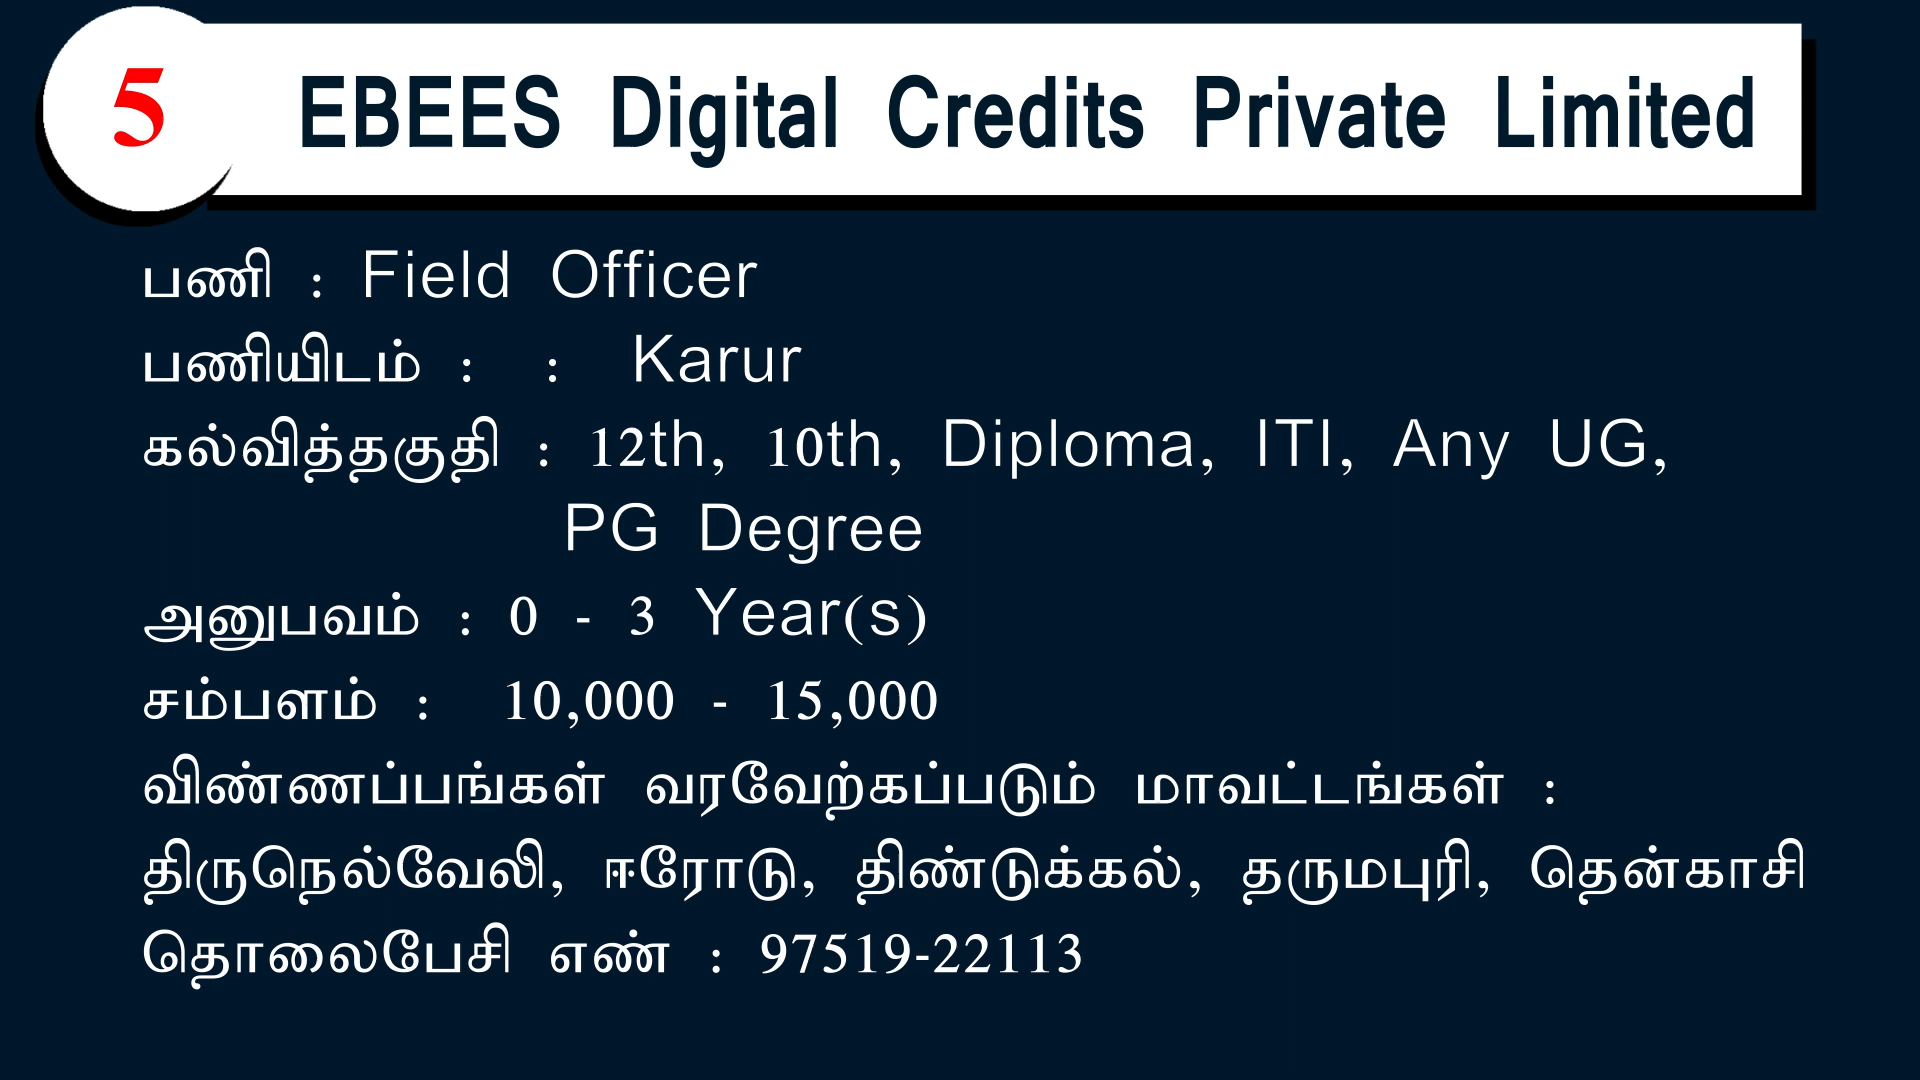 5 EBEES Digital Credits Private Limited
பணி : Field Officer
பணியிடம் : : Karur
கல்வித்தகுதி : 12th, 10th, Diploma, ITI, Any UG,
PG Degree
அனுபவம் : 0 - 3 Year(s)
சம்பளம் : 10,000 - 15,000
விண்ணப்பங்கள் வரவேற்கப்படும் மாவட்டங்கள் :
திருநெல்வேலி, ஈரோடு, திண்டுக்கல், தருமபுரி, தென்காசி
தொலைபேசி எண் : 97519-22113